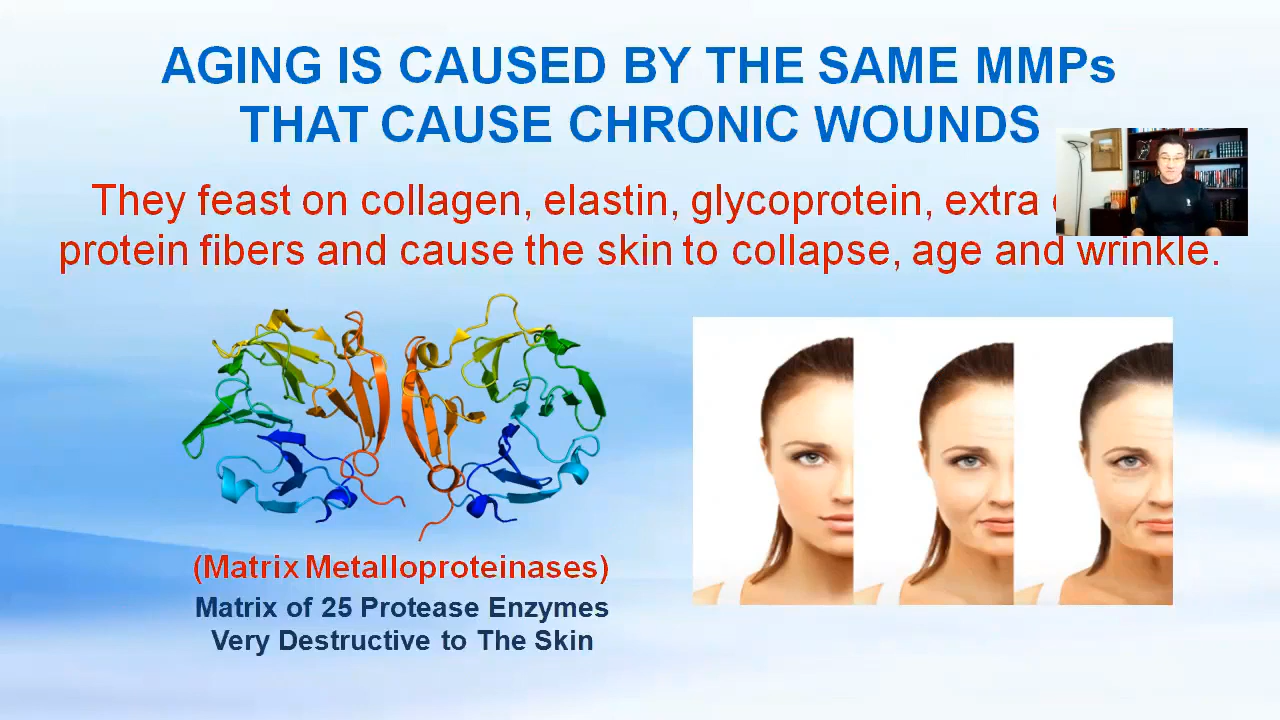 AGING IS CAUSED BY THE SAME MMPs
THAT CAUSE CHRONIC WOUNDS
They feast on collagen, elastin, glycoprotein, extra
protein fibers and cause the skin to collapse, age and wrinkle.
(Matrix Metalloproteinases)
Matrix of 25 Protease Enzymes
Very Destructive to The Skin